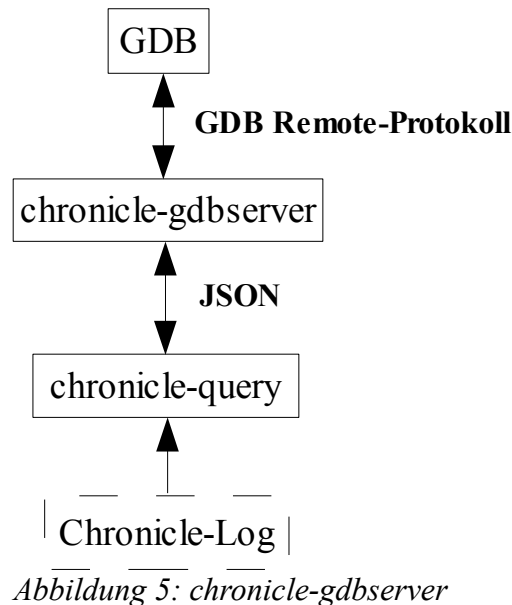 GDB
GDB Remote-Protokoll
chronicle-gdbserver
JSON
chronicle-query
Chronicle-Log
Abbildung 5: chronicle-gdbserver